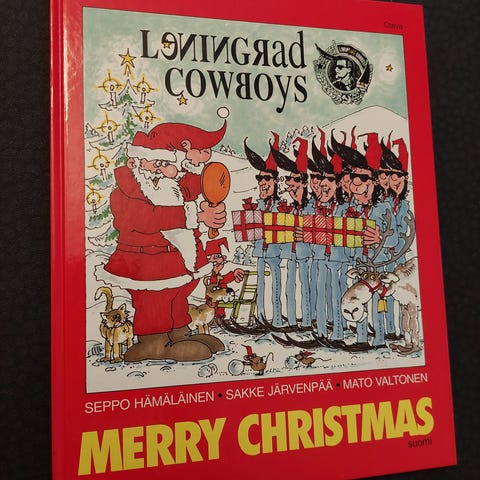 Otava
LeNINGRad
COWBOYS
SEPPO HÄMÄLÄINEN • SAKKE JÄRVENPÄÄ • MATO VALTONEN
MERRY CHRISTMAS
suomi